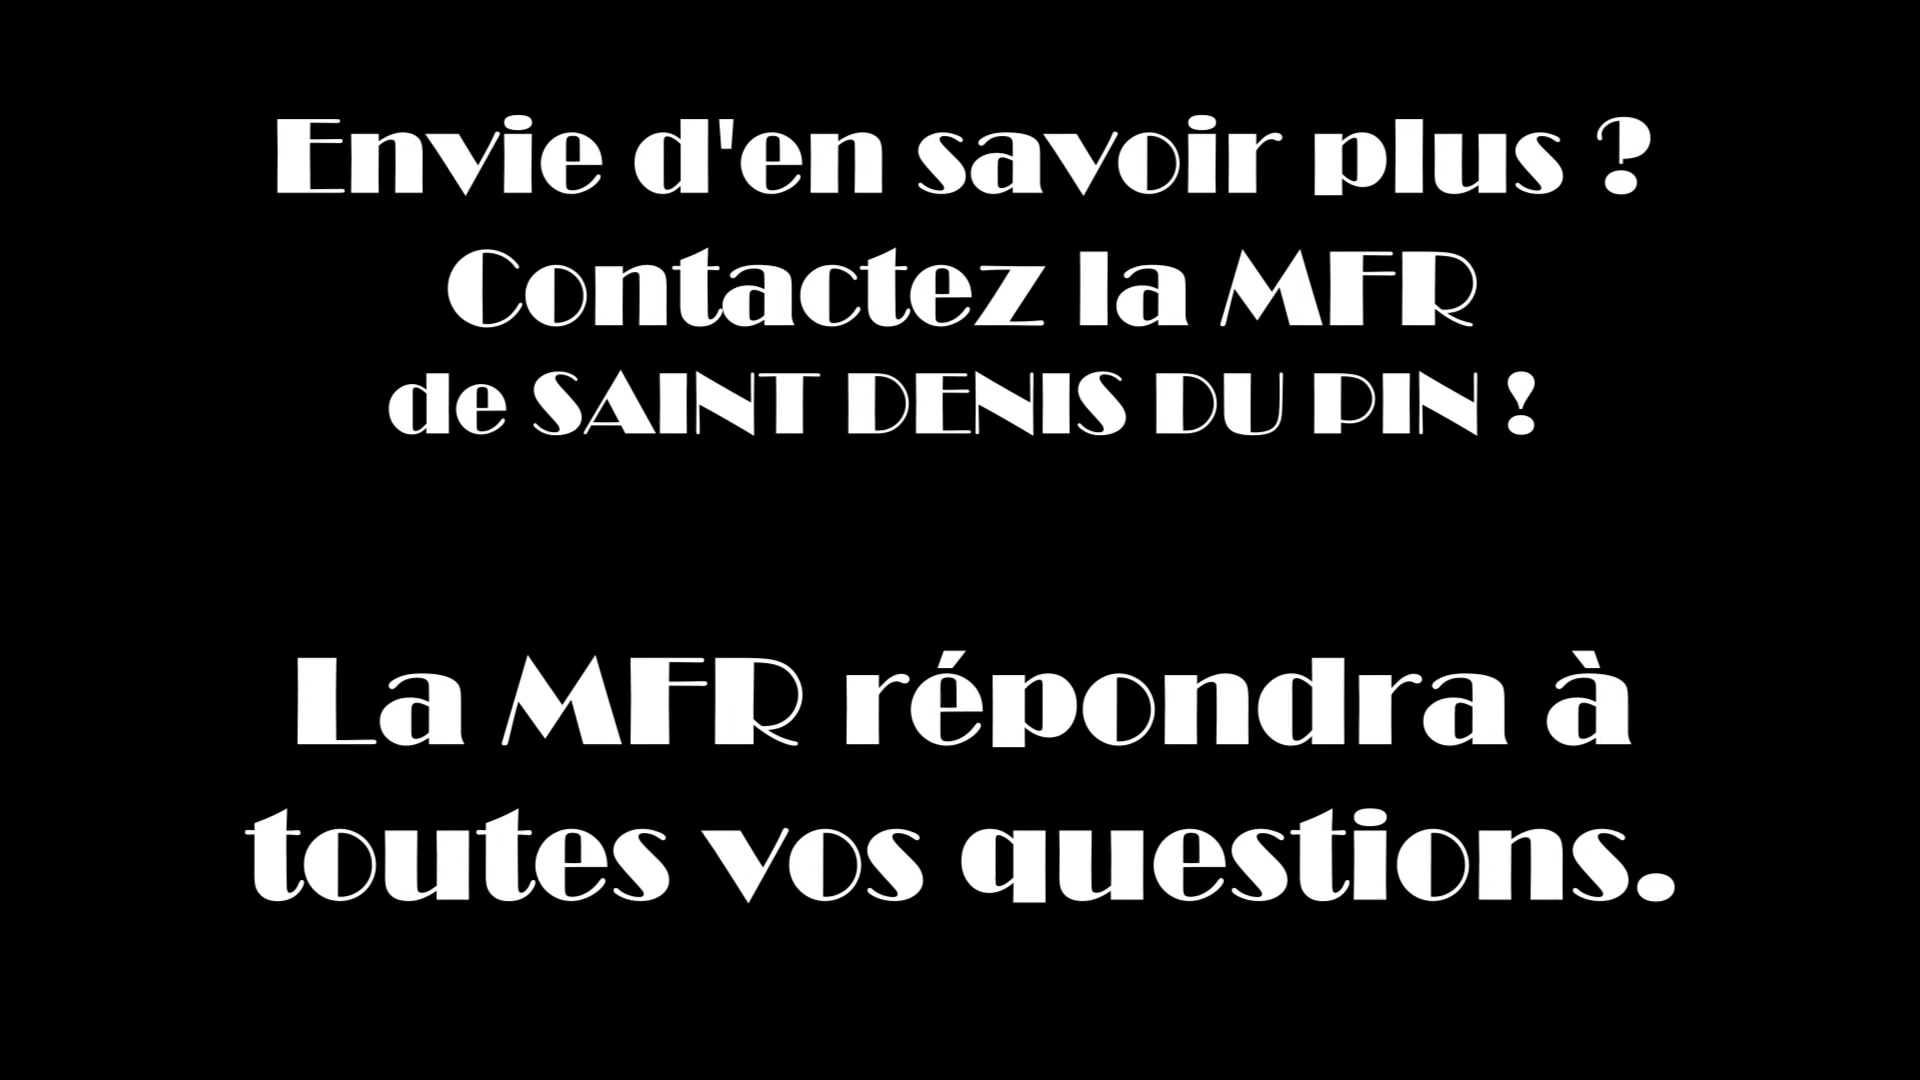 Envie d'en savoir plus ?
Contactez la MFR
de SAINT DENIS DU PIN !
La MFR répondra à
toutes vos questions.